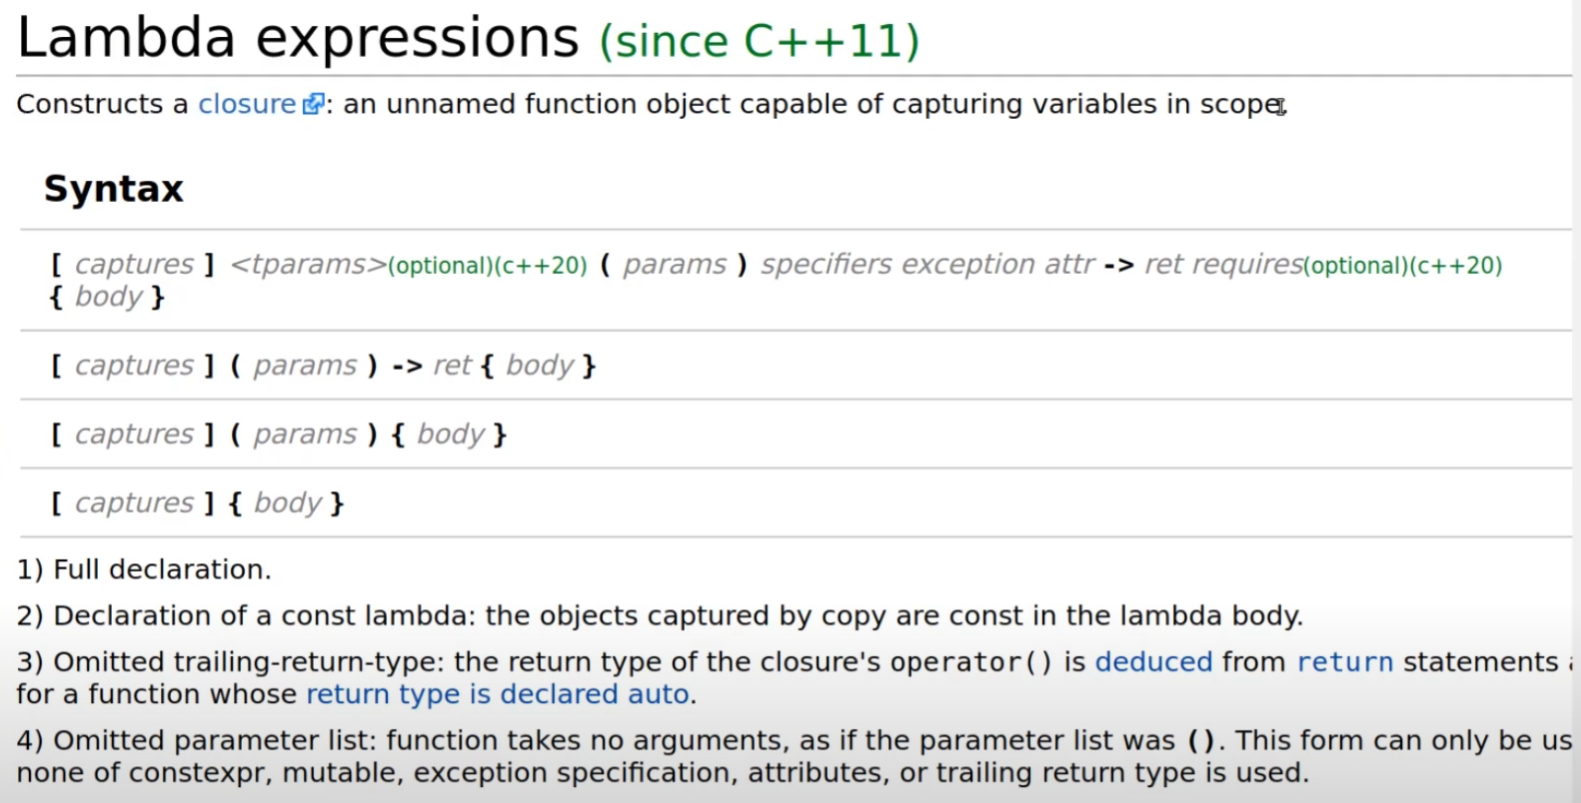 Lambda expressions (since C++11)
Constructs a closure: an unnamed function object capable of capturing variables in scope.
Syntax
[ captures ] <tparams>(optional)(c++20) ( params ) specifiers exception attr -> ret requires(optional)(c++20)
{ body }
[ captures ] ( params ) -> ret { body }
[ captures ] ( params ) { body }
[ captures ] { body }
1) Full declaration.
2) Declaration of a const lambda: the objects captured by copy are const in the lambda body.
3) Omitted trailing-return-type: the return type of the closure's operator() is deduced from return statements
for a function whose return type is declared auto.
4) Omitted parameter list: function takes no arguments, as if the parameter list was (). This form can only be us
none of constexpr, mutable, exception specification, attributes, or trailing return type is used.